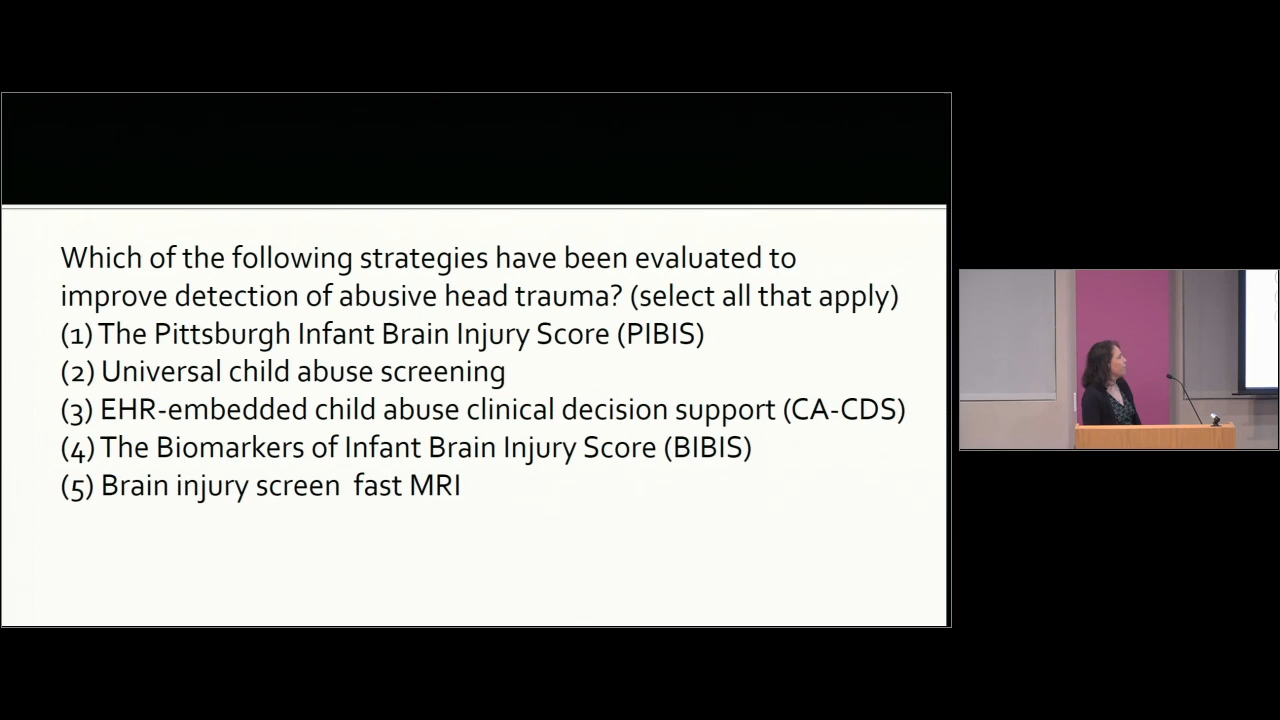 Which of the following strategies have been evaluated to
improve detection of abusive head trauma? (select all that apply)
(1) The Pittsburgh Infant Brain Injury Score (PIBIS)
(2) Universal child abuse screening
(3) EHR-embedded child abuse clinical decision support (CA-CDS)
(4) The Biomarkers of Infant Brain Injury Score (BIBIS)
(5) Brain injury screen  fast MRI